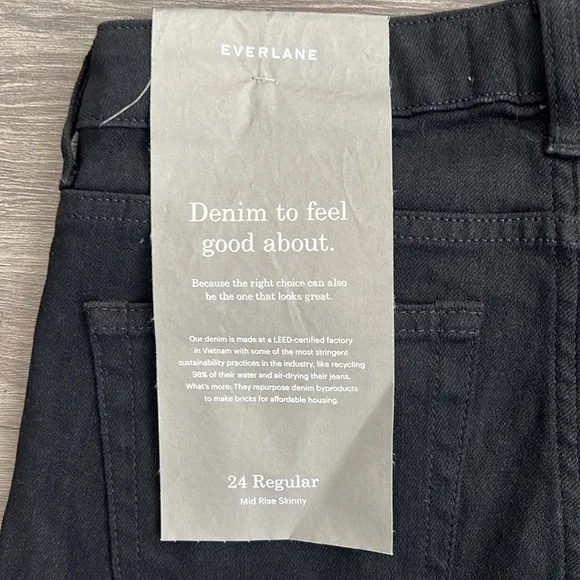 EVERLANE
Denim to feel
good about.
Because the right choice can also
be the one that looks great.
Our denim is made at a LEED-certified factory
in Vietnam with some of the most stringent
sustainability practices in the industry, like recycling
98% of their water and air-drying their jeans.
What's more: They repurpose denim byproducts
to make bricks for affordable housing.
24 Regular
Mid Rise Skinny